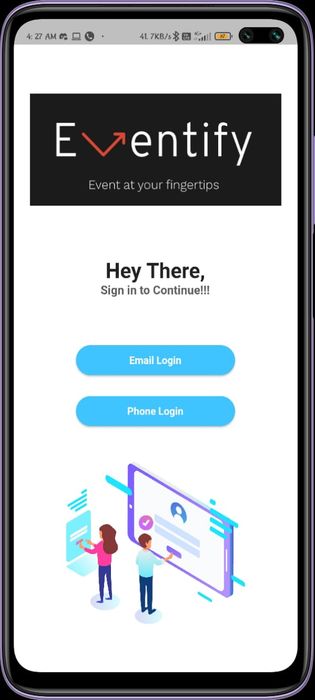 4:27 AM
41.7KB/s
Eventify
Event at your fingertips
Hey There,
Sign in to Continue!!!
Email Login
Phone Login